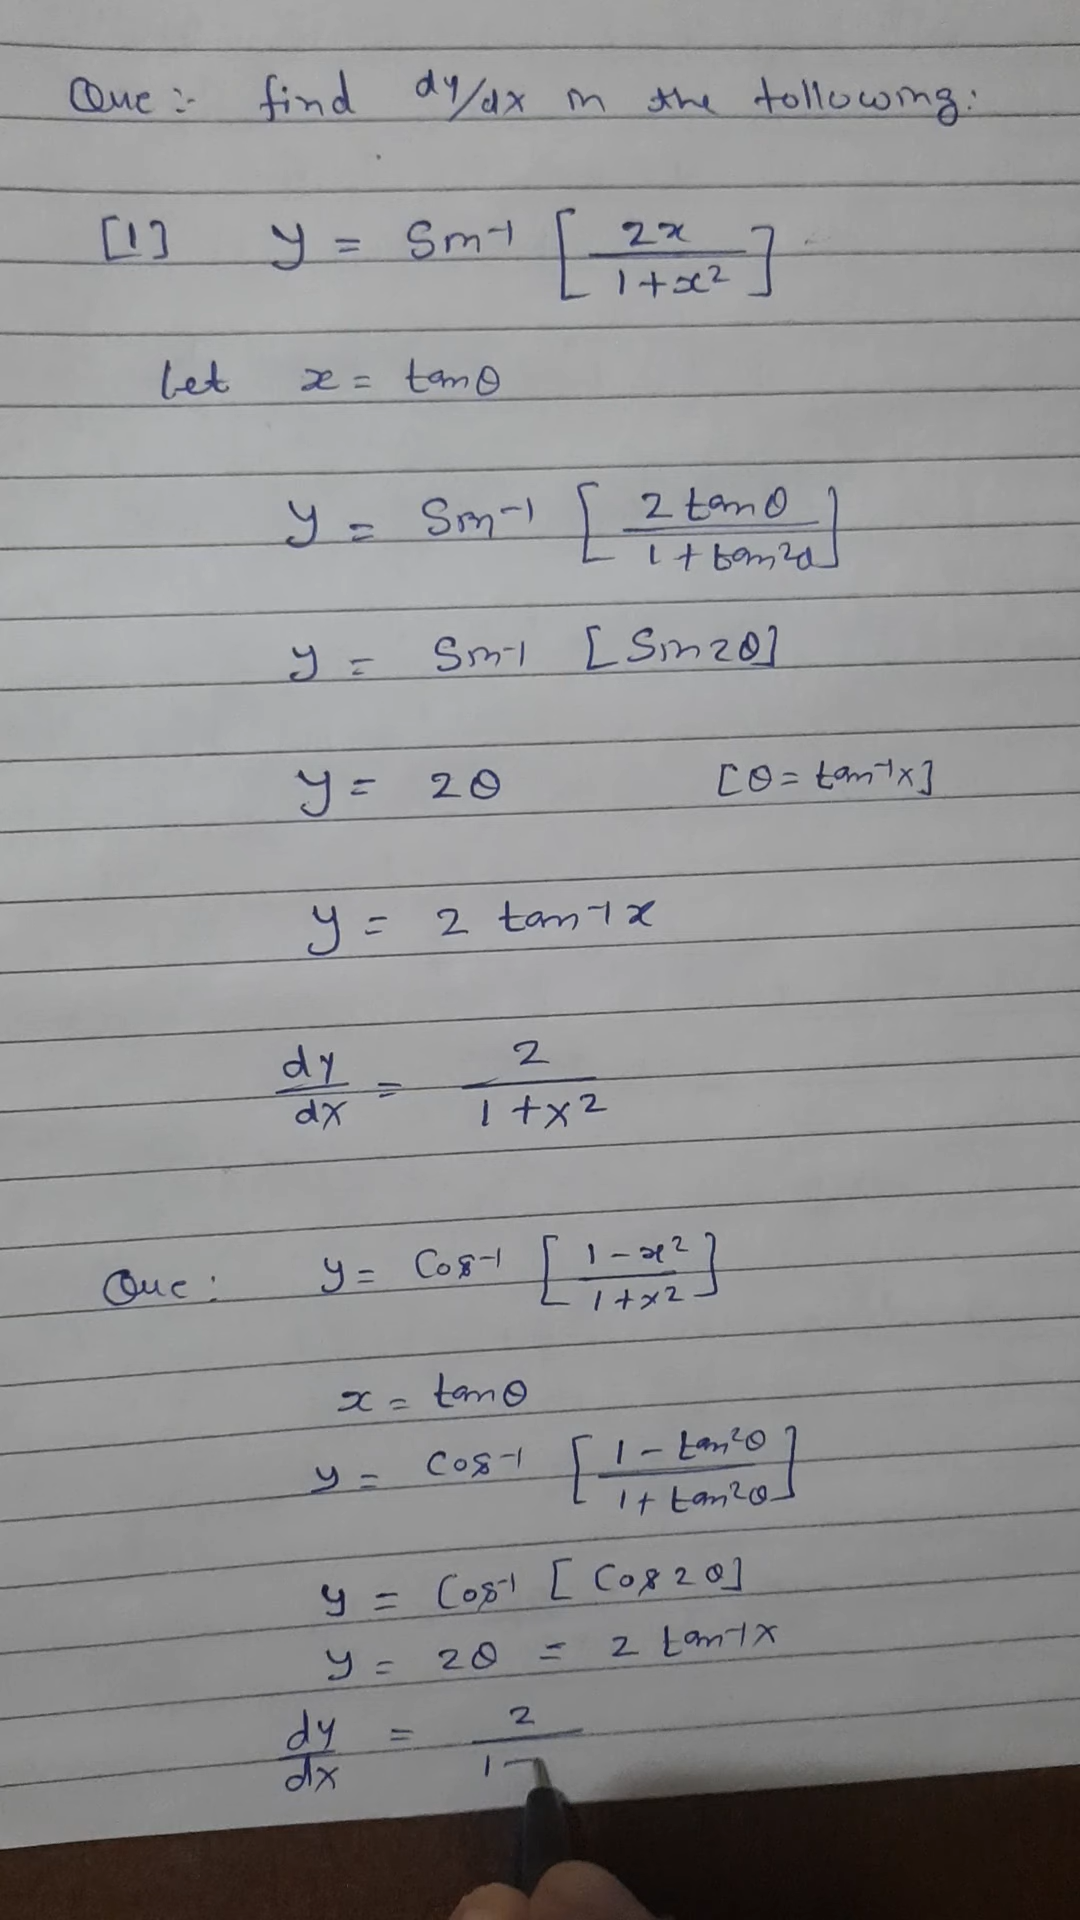 Que :- find dy/dx in the following:
[1] y = Sin-1 [ 2x / 1+x2 ]
Let x = tanθ
y = Sin-1 [ 2 tanθ / 1 + tan2θ ]
y = Sin-1 [ Sin2θ ]
y = 2θ [θ = tan-1x]
y = 2 tan-1x
dy/dx = 2 / 1+x2
Que : y = Cos-1 [ 1-x2 / 1+x2 ]
x = tanθ
y = Cos-1 [ 1 - tan2θ / 1 + tan2θ ]
y = Cos-1 [ Cos 2θ ]
y = 2θ = 2 tan-1x
dy/dx = 2 / 1